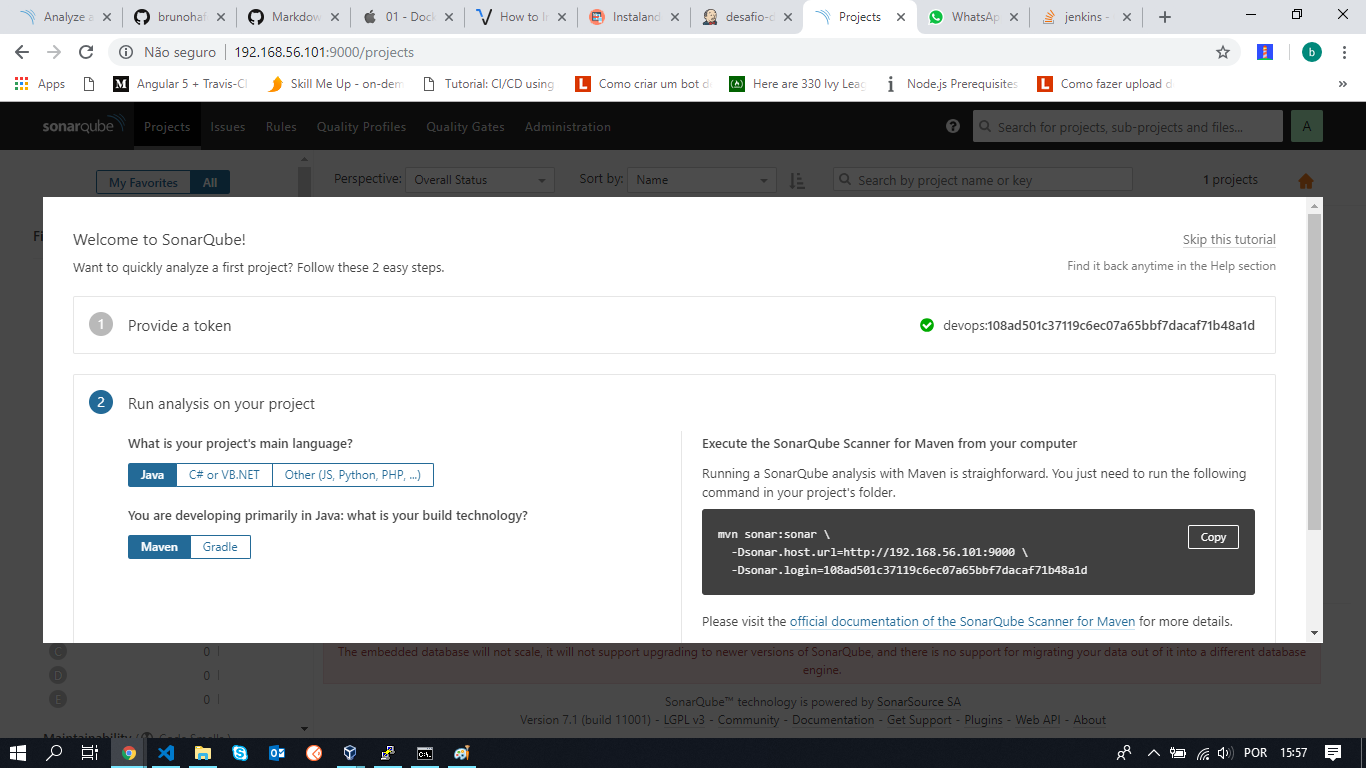 Analyze a
brunohaf
Markdow
01 - Dock
How to In
Instaland
desafio-d
Projects
WhatsAp
jenkins -
Não seguro | 192.168.56.101:9000/projects
Apps
Angular 5 + Travis-CI
Skill Me Up - on-dem
Tutorial: CI/CD using
Como criar um bot d
Here are 330 Ivy Leag
Node.js Prerequisites
Como fazer upload d
»
sonarqube
Projects
Issues
Rules
Quality Profiles
Quality Gates
Administration
Search for projects, sub-projects and files...
A
My Favorites
All
Perspective:
Overall Status
Sort by:
Name
Search by project name or key
1 projects
Fi
Welcome to SonarQube!
Skip this tutorial
Want to quickly analyze a first project? Follow these 2 easy steps.
Find it back anytime in the Help section
1
Provide a token
devops:108ad501c37119c6ec07a65bbf7dacaf71b48a1d
2
Run analysis on your project
What is your project's main language?
Java
C# or VB.NET
Other (JS, Python, PHP, ...)
You are developing primarily in Java: what is your build technology?
Maven
Gradle
Execute the SonarQube Scanner for Maven from your computer
Running a SonarQube analysis with Maven is straighforward. You just need to run the following
command in your project's folder.
Copy
mvn sonar:sonar \
-Dsonar.host.url=http://192.168.56.101:9000 \
-Dsonar.login=108ad501c37119c6ec07a65bbf7dacaf71b48a1d
Please visit the official documentation of the SonarQube Scanner for Maven for more details.
C 0
D 0
E 0
Maintainability (Code Smells)
The embedded database will not scale, it will not support upgrading to newer versions of SonarQube, and there is no support for migrating your data out of it into a different database
engine.
SonarQube™ technology is powered by SonarSource SA
Version 7.1 (build 11001) - LGPL v3 - Community - Documentation - Get Support - Plugins - Web API - About
POR
15:57